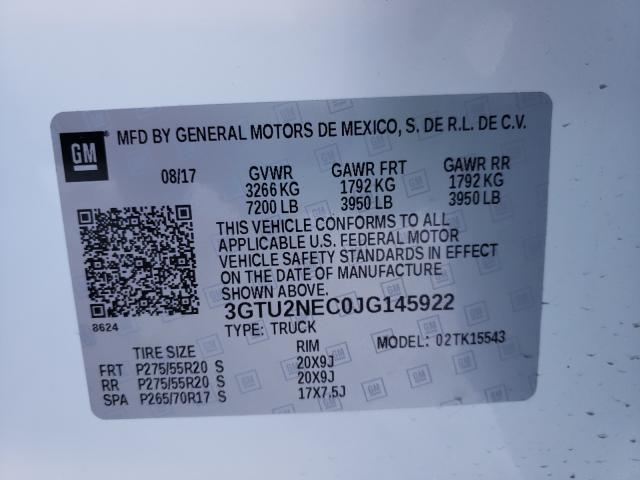 GM MFD BY GENERAL MOTORS DE MEXICO, S. DE R.L. DE C.V.
08/17 GVWR GAWR FRT GAWR RR
3266 KG 1792 KG 1792 KG
7200 LB 3950 LB 3950 LB
THIS VEHICLE CONFORMS TO ALL
APPLICABLE U.S. FEDERAL MOTOR
VEHICLE SAFETY STANDARDS IN EFFECT
ON THE DATE OF MANUFACTURE
SHOWN ABOVE.
3GTU2NEC0JG145922
8624
TYPE: TRUCK MODEL: 02TK15543
TIRE SIZE RIM
FRT P275/55R20 S 20X9J
RR P275/55R20 S 20X9J
SPA P265/70R17 S 17X7.5J